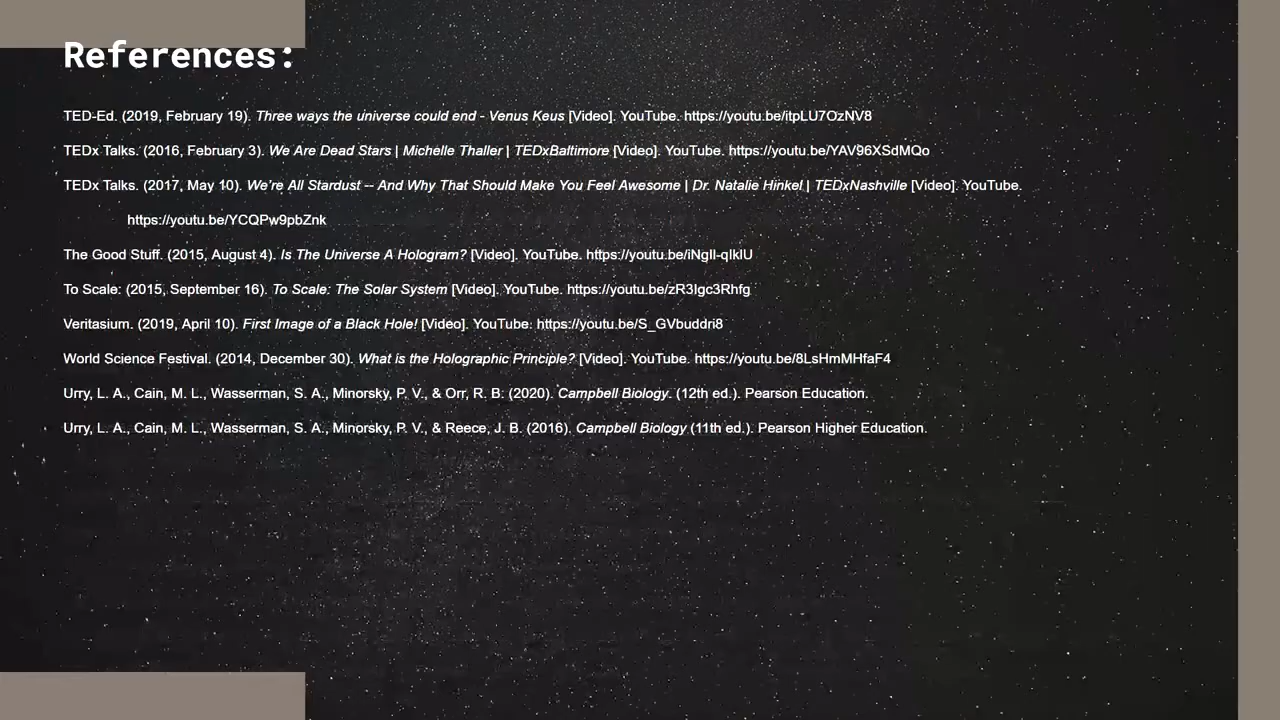 References:
TED-Ed. (2019, February 19). Three ways the universe could end - Venus Keus [Video]. YouTube. https://youtu.be/itpLU7OzNV8
TEDx Talks. (2016, February 3). We Are Dead Stars | Michelle Thaller | TEDxBaltimore [Video]. YouTube. https://youtu.be/YAV96XSdMQo
TEDx Talks. (2017, May 10). We're All Stardust -- And Why That Should Make You Feel Awesome | Dr. Natalie Hinkel | TEDxNashville [Video]. YouTube.
https://youtu.be/YCQPw9pbZnk
The Good Stuff. (2015, August 4). Is The Universe A Hologram? [Video]. YouTube. https://youtu.be/iNgIl-qIklU
To Scale: (2015, September 16). To Scale: The Solar System [Video]. YouTube. https://youtu.be/zR3Igc3Rhfg
Veritasium. (2019, April 10). First Image of a Black Hole! [Video]. YouTube. https://youtu.be/S_GVbuddri8
World Science Festival. (2014, December 30). What is the Holographic Principle? [Video]. YouTube. https://youtu.be/8LsHmMHfaF4
Urry, L. A., Cain, M. L., Wasserman, S. A., Minorsky, P. V., & Orr, R. B. (2020). Campbell Biology. (12th ed.). Pearson Education.
Urry, L. A., Cain, M. L., Wasserman, S. A., Minorsky, P. V., & Reece, J. B. (2016). Campbell Biology (11th ed.). Pearson Higher Education.